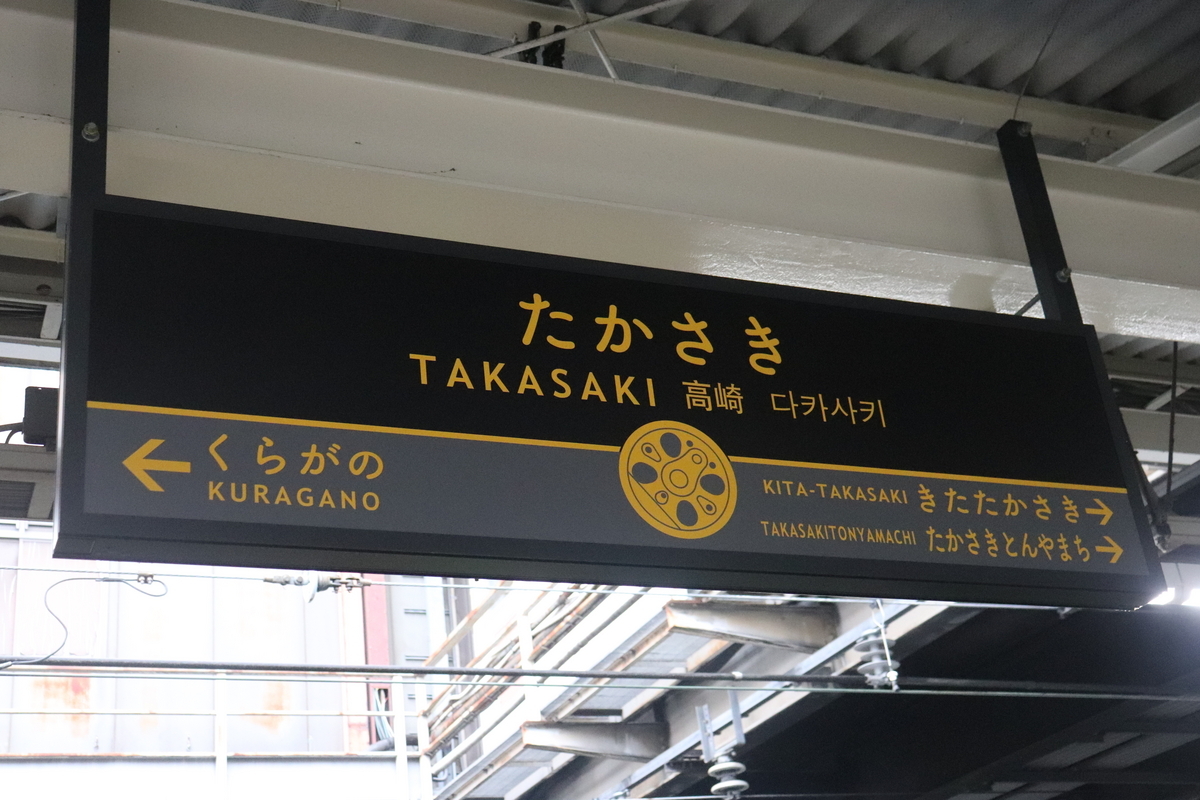 たかさき
TAKASAKI 高崎 다카사키
くらがの
KURAGANO
KITA-TAKASAKI きたたかさき
TAKASAKITONYAMACHI たかさきとんやまち